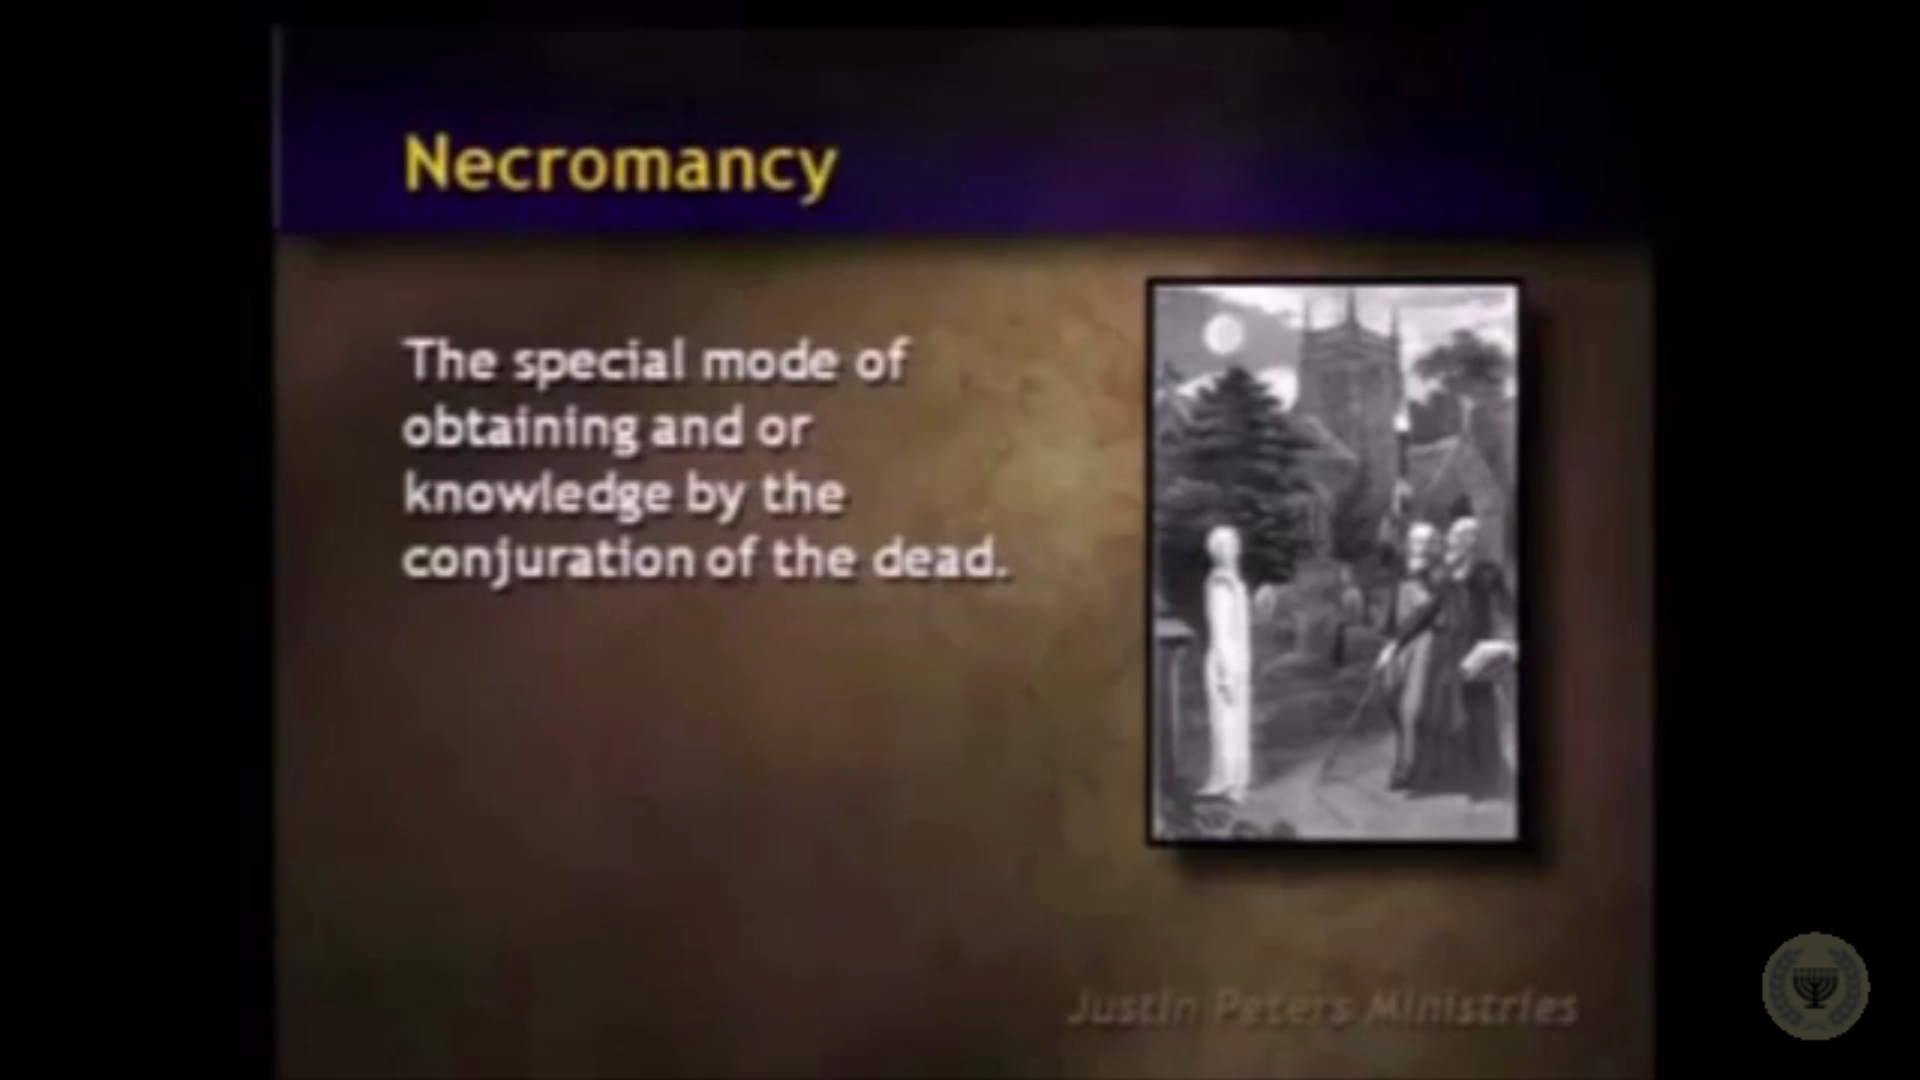 Necromancy
The special mode of
obtaining and or
knowledge by the
conjuration of the dead.
Justin Peters Ministries